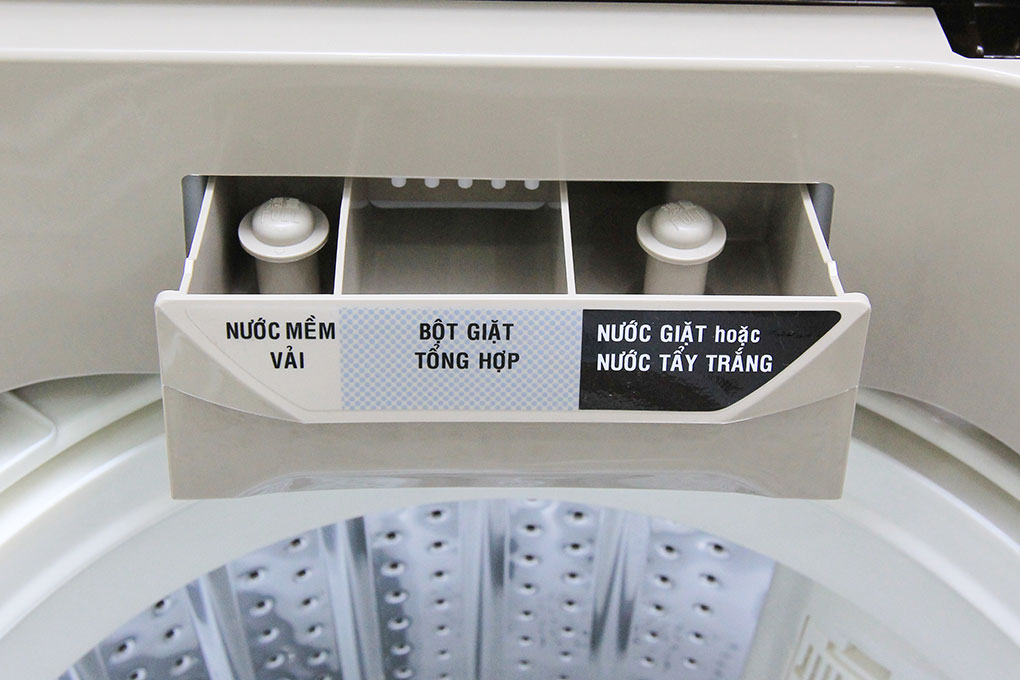 NƯỚC MỀM
VẢI
BỘT GIẶT
TỔNG HỢP
NƯỚC GIẶT hoặc
NƯỚC TẨY TRẮNG